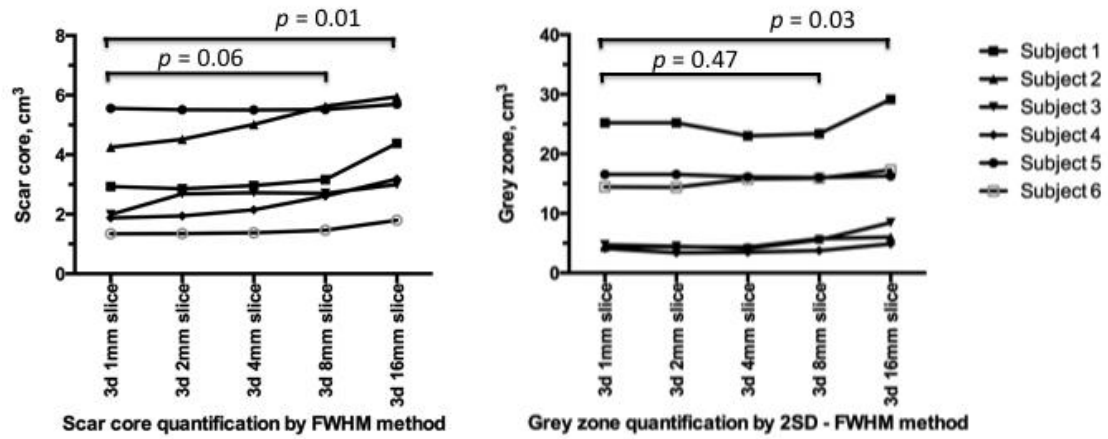 p = 0.01
p = 0.06
8
6
4
2
0
Scar core, cm³
3d 1mm slice
3d 2mm slice
3d 4mm slice
3d 8mm slice
3d 16mm slice
Scar core quantification by FWHM method
p = 0.03
p = 0.47
40
30
20
10
0
Grey zone, cm³
3d 1mm slice
3d 2mm slice
3d 4mm slice
3d 8mm slice
3d 16mm slice
Grey zone quantification by 2SD - FWHM method
Subject 1
Subject 2
Subject 3
Subject 4
Subject 5
Subject 6